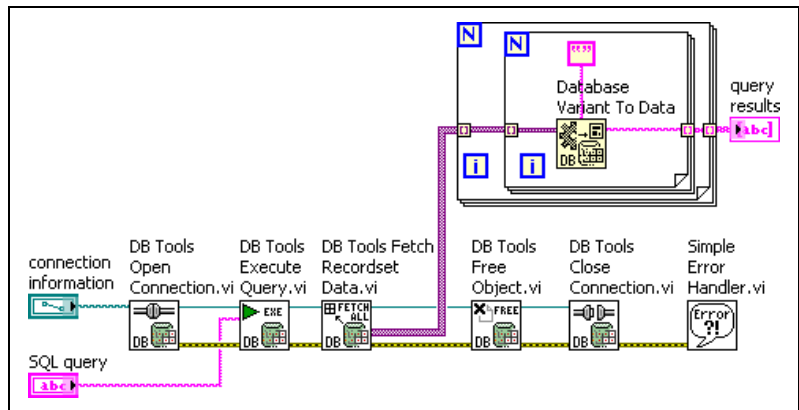 N
N
""
Database
Variant To Data
DB
i
i
query
results
abc
connection
information
DB Tools
Open
Connection.vi
DB
DB Tools
Execute
Query.vi
EXE
DB
DB Tools Fetch
Recordset
Data.vi
FETCH
ALL
DB
DB Tools
Free
Object.vi
FREE
DB
DB Tools
Close
Connection.vi
DB
Simple
Error
Handler.vi
Error
?!
SQL query
abc